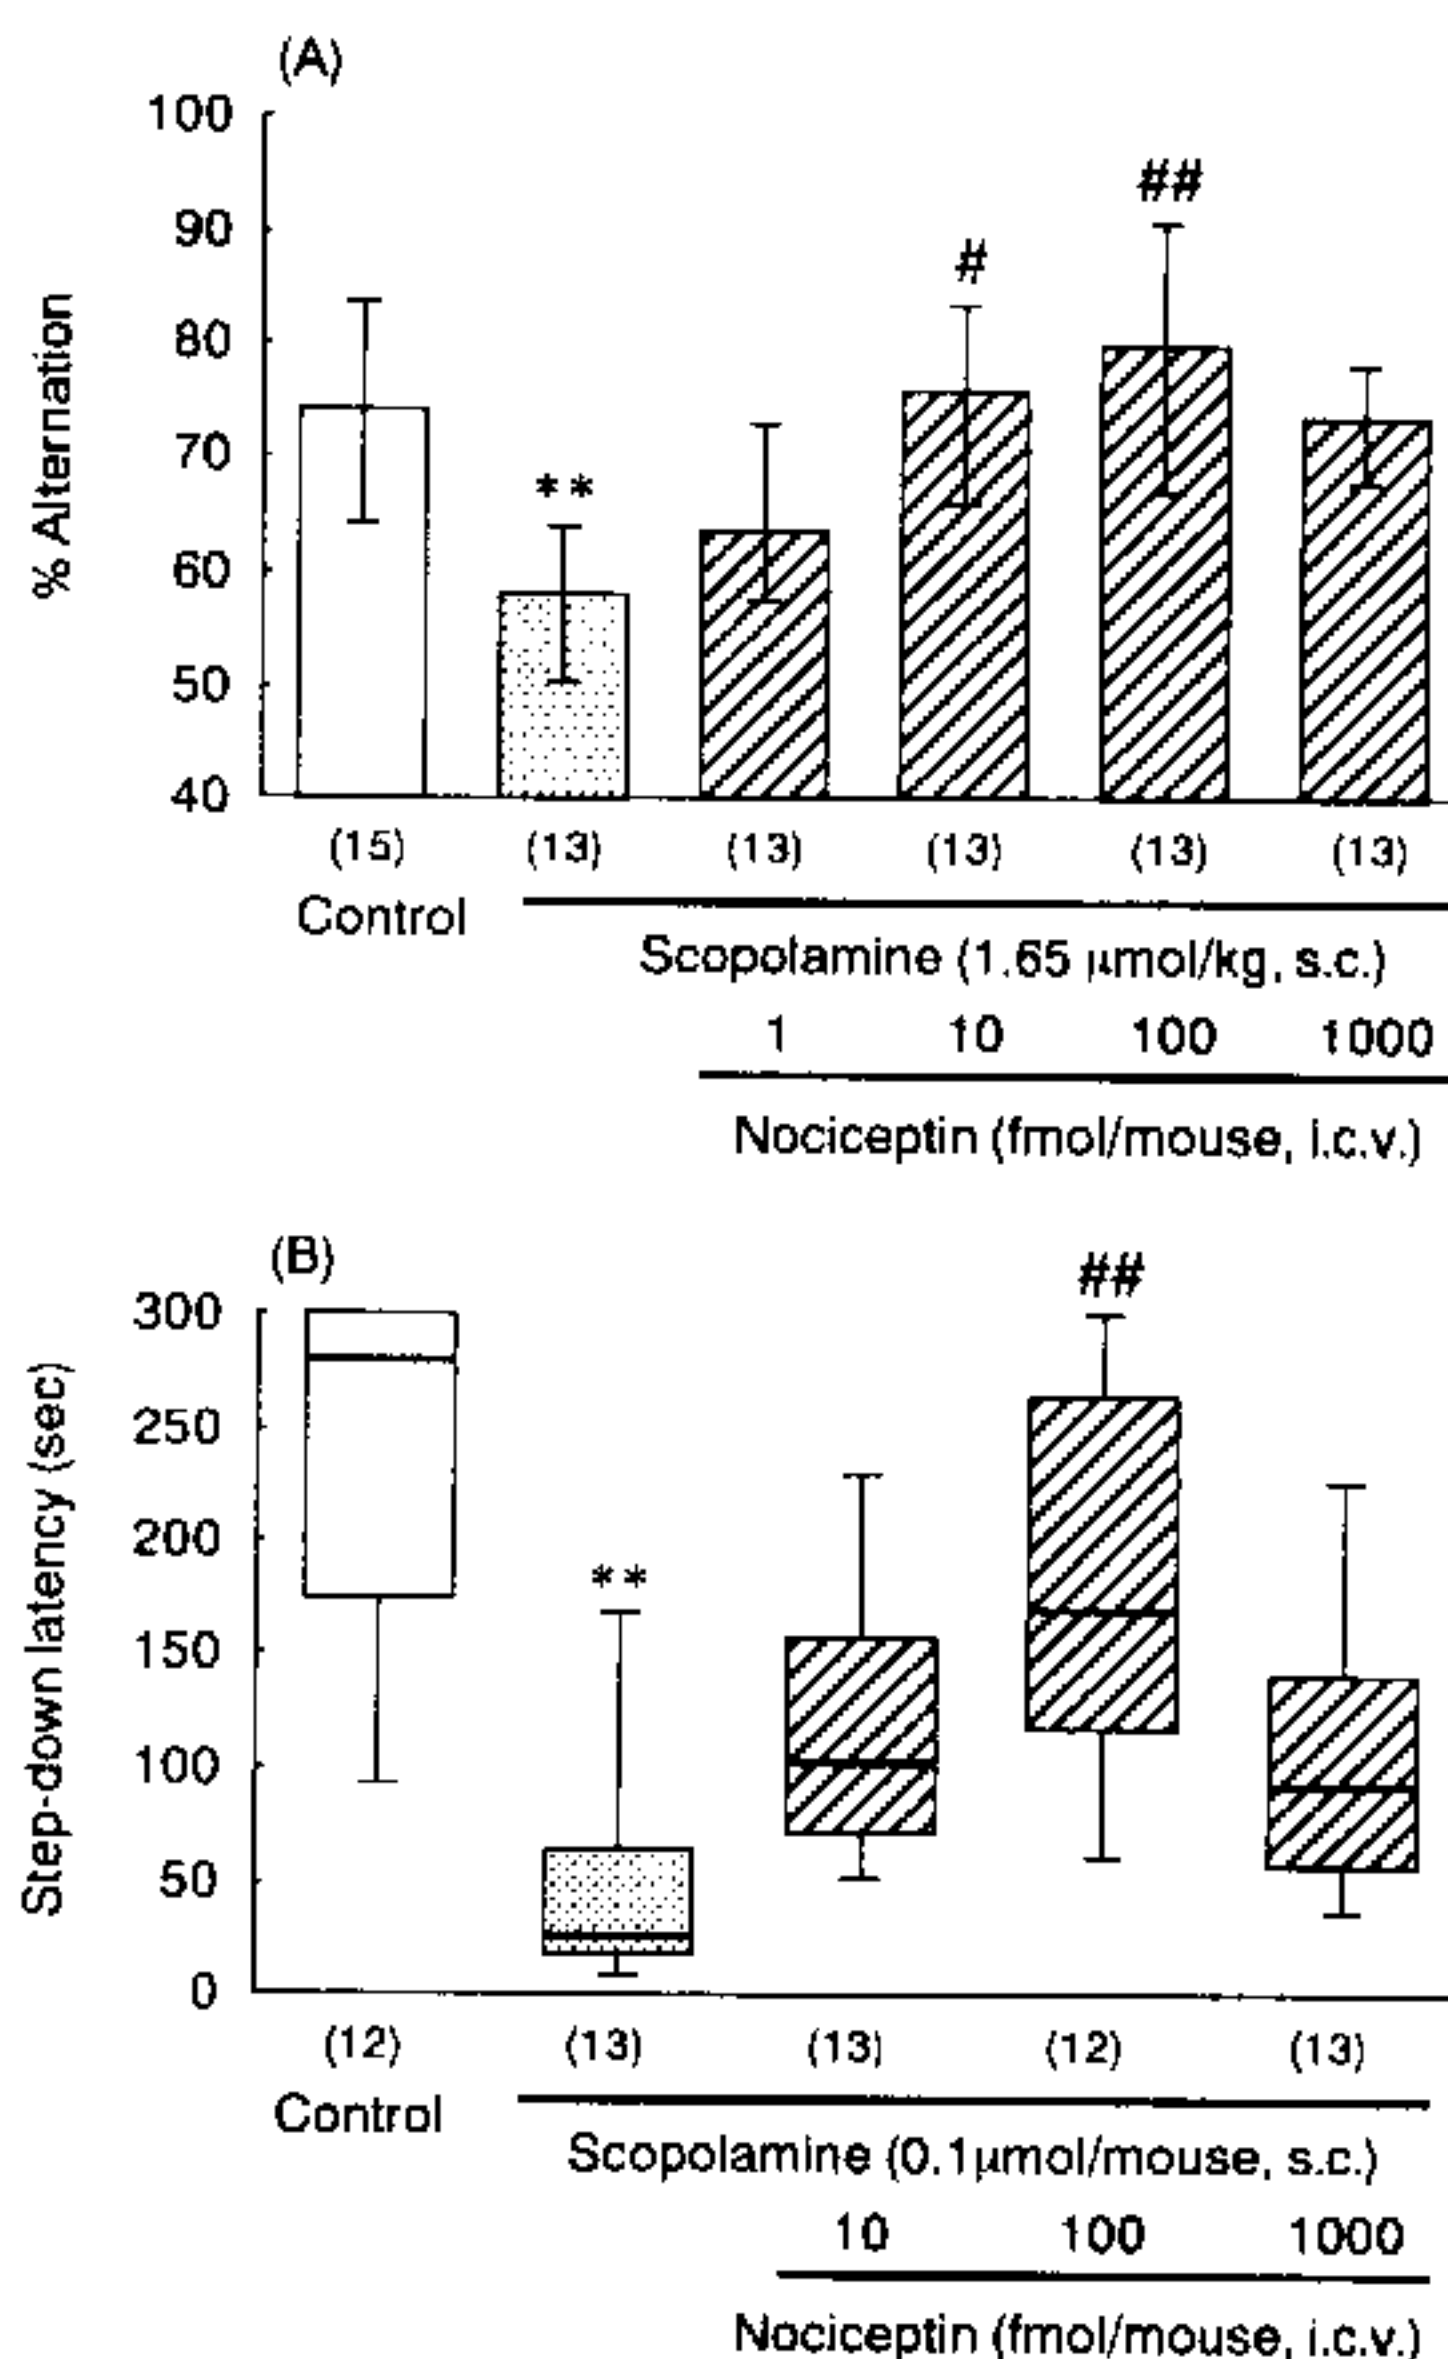 (A)
100
90
80
70
60
50
40
% Alternation
**
#
##
(15) (13) (13) (13) (13) (13)
Control
Scopolamine (1.65 μmol/kg, s.c.)
1 10 100 1000
Nociceptin (fmol/mouse, i.c.v.)
(B)
300
250
200
150
100
50
0
Step-down latency (sec)
**
##
(12) (13) (13) (12) (13)
Control
Scopolamine (0.1μmol/mouse, s.c.)
10 100 1000
Nociceptin (fmol/mouse, i.c.v.)